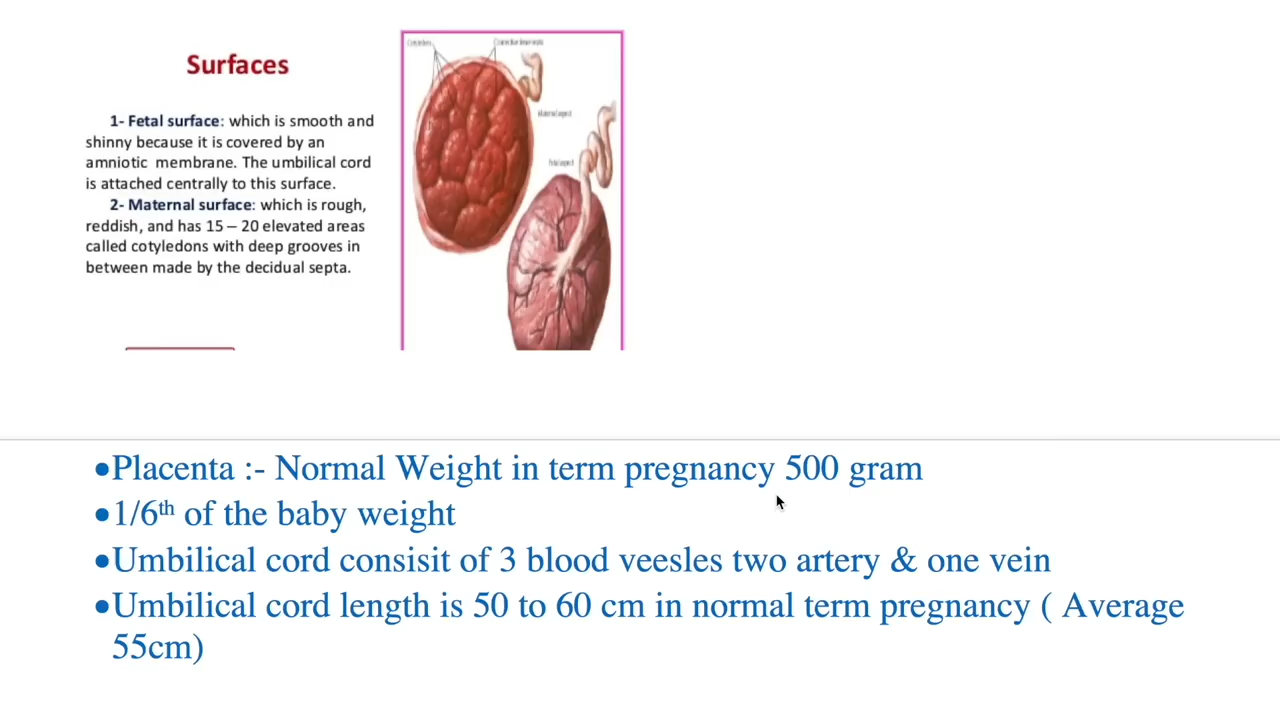 Surfaces
1- Fetal surface: which is smooth and
shinny because it is covered by an
amniotic membrane. The umbilical cord
is attached centrally to this surface.
2- Maternal surface: which is rough,
reddish, and has 15 – 20 elevated areas
called cotyledons with deep grooves in
between made by the decidual septa.
Maternal aspect
Fetal aspect
•Placenta :- Normal Weight in term pregnancy 500 gram
•1/6th of the baby weight
•Umbilical cord consisit of 3 blood veesles two artery & one vein
•Umbilical cord length is 50 to 60 cm in normal term pregnancy ( Average
55cm)